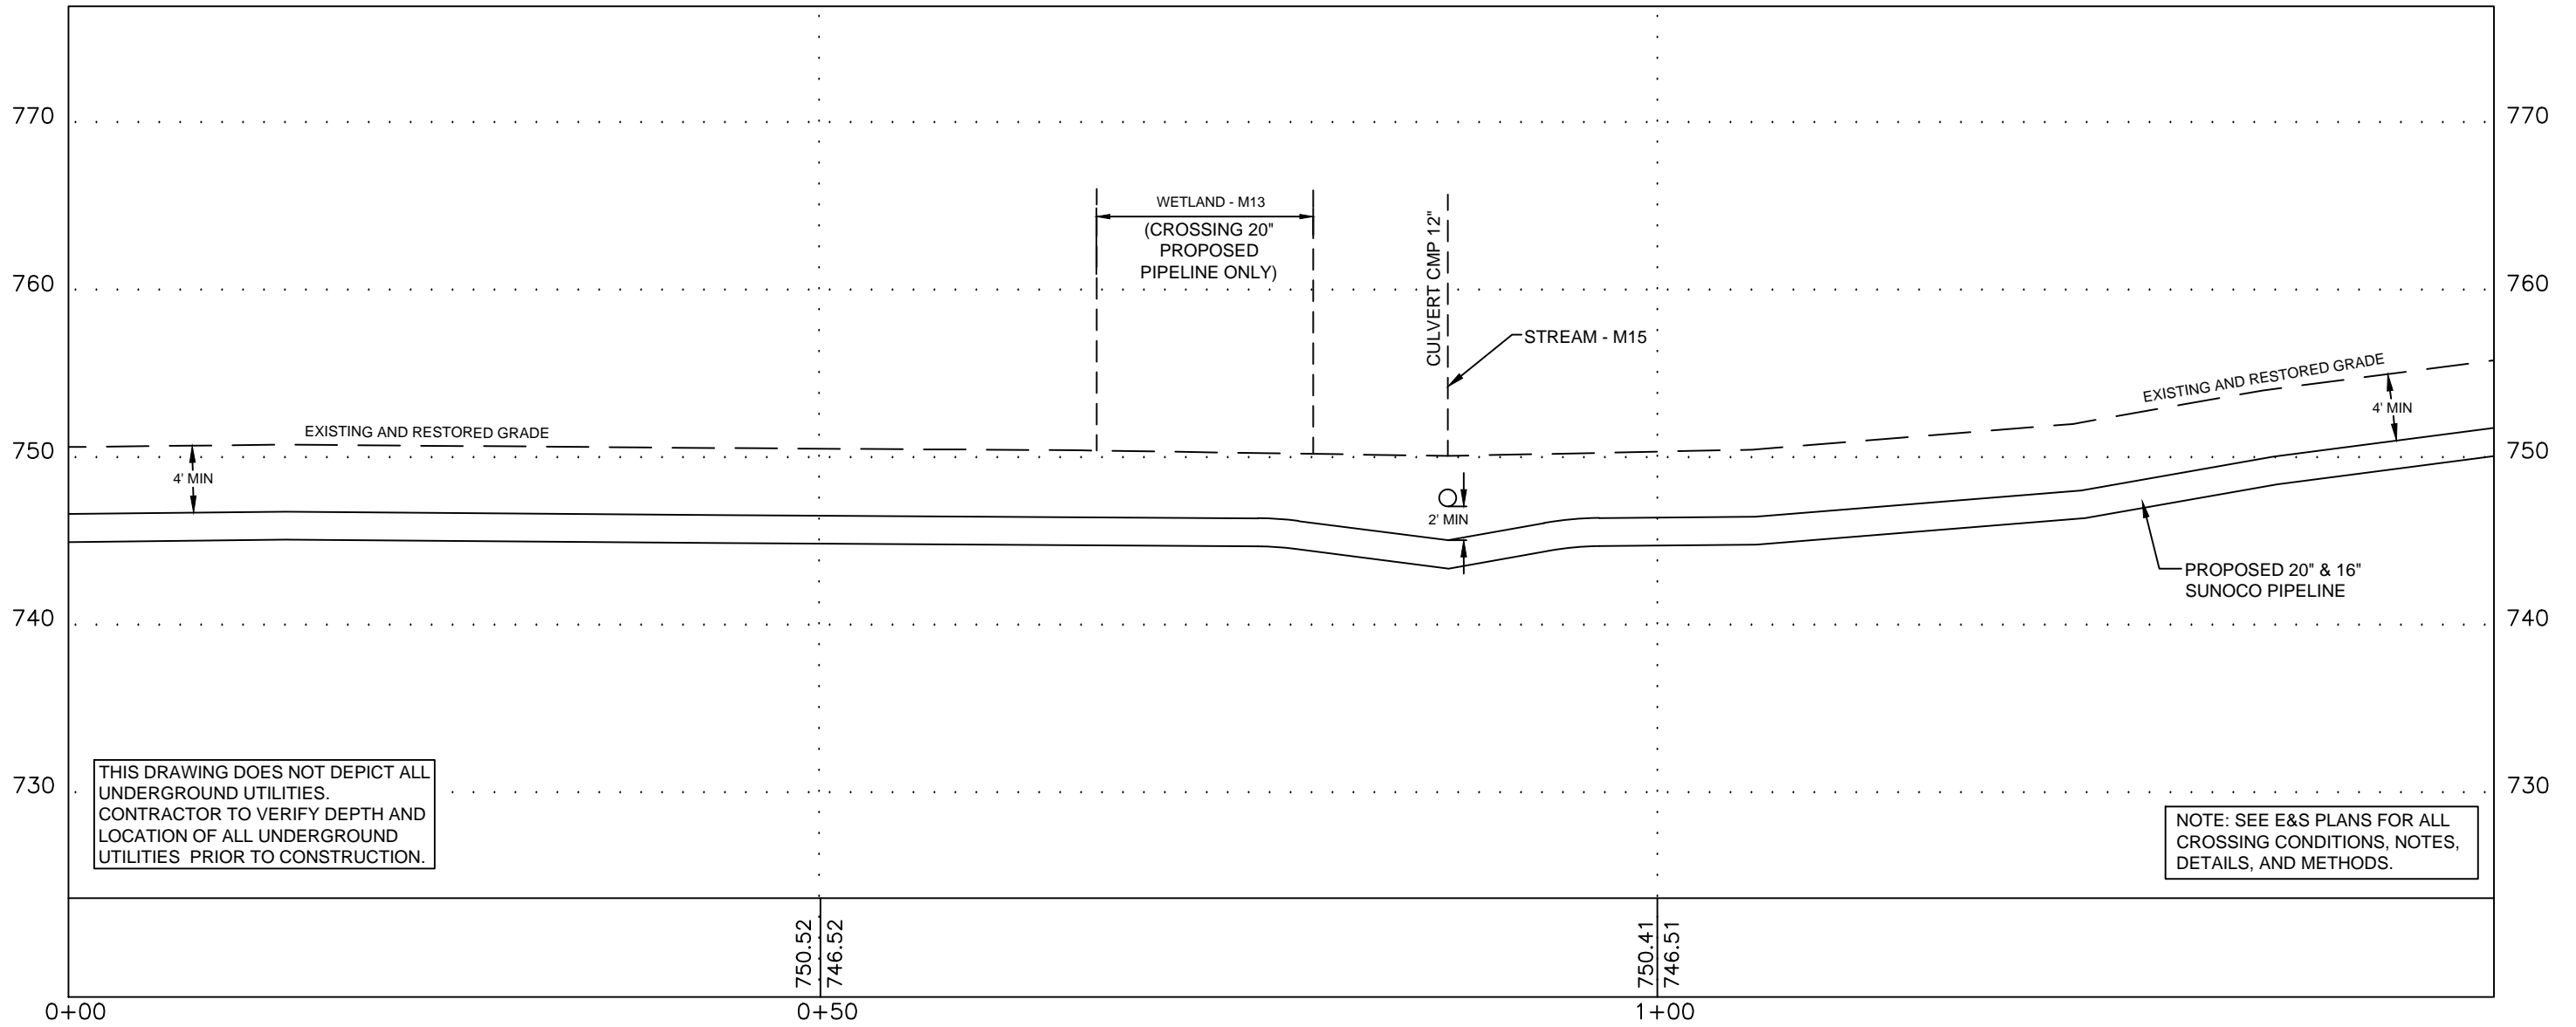 770
770
WETLAND - M13
(CROSSING 20"
PROPOSED
PIPELINE ONLY)
CULVERT CMP 12"
760
760
STREAM - M15
EXISTING AND RESTORED GRADE
4' MIN
EXISTING AND RESTORED GRADE
750
750
4' MIN
2' MIN
PROPOSED 20" & 16"
SUNOCO PIPELINE
740
740
THIS DRAWING DOES NOT DEPICT ALL
UNDERGROUND UTILITIES.
CONTRACTOR TO VERIFY DEPTH AND
LOCATION OF ALL UNDERGROUND
UTILITIES PRIOR TO CONSTRUCTION.
730
730
NOTE: SEE E&S PLANS FOR ALL
CROSSING CONDITIONS, NOTES,
DETAILS, AND METHODS.
750.52
746.52
750.41
746.51
0+00
0+50
1+00